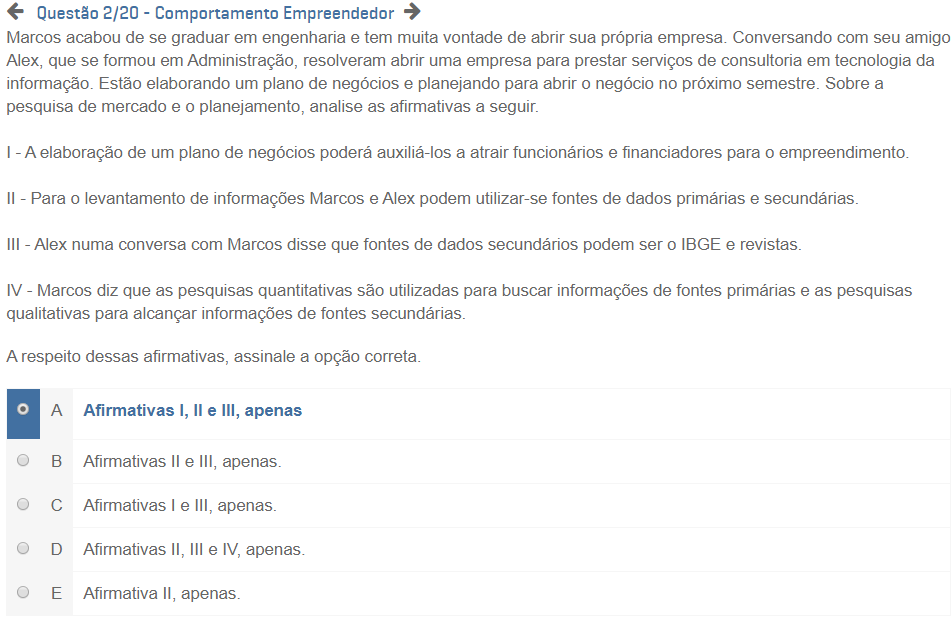 Questão 2/20 - Comportamento Empreendedor
Marcos acabou de se graduar em engenharia e tem muita vontade de abrir sua própria empresa. Conversando com seu amigo
Alex, que se formou em Administração, resolveram abrir uma empresa para prestar serviços de consultoria em tecnologia da
informação. Estão elaborando um plano de negócios e planejando para abrir o negócio no próximo semestre. Sobre a
pesquisa de mercado e o planejamento, analise as afirmativas a seguir.
I - A elaboração de um plano de negócios poderá auxiliá-los a atrair funcionários e financiadores para o empreendimento.
II - Para o levantamento de informações Marcos e Alex podem utilizar-se fontes de dados primárias e secundárias.
III - Alex numa conversa com Marcos disse que fontes de dados secundários podem ser o IBGE e revistas.
IV - Marcos diz que as pesquisas quantitativas são utilizadas para buscar informações de fontes primárias e as pesquisas
qualitativas para alcançar informações de fontes secundárias.
A respeito dessas afirmativas, assinale a opção correta.
A Afirmativas I, II e III, apenas
B Afirmativas II e III, apenas.
C Afirmativas I e III, apenas.
D Afirmativas II, III e IV, apenas.
E Afirmativa II, apenas.